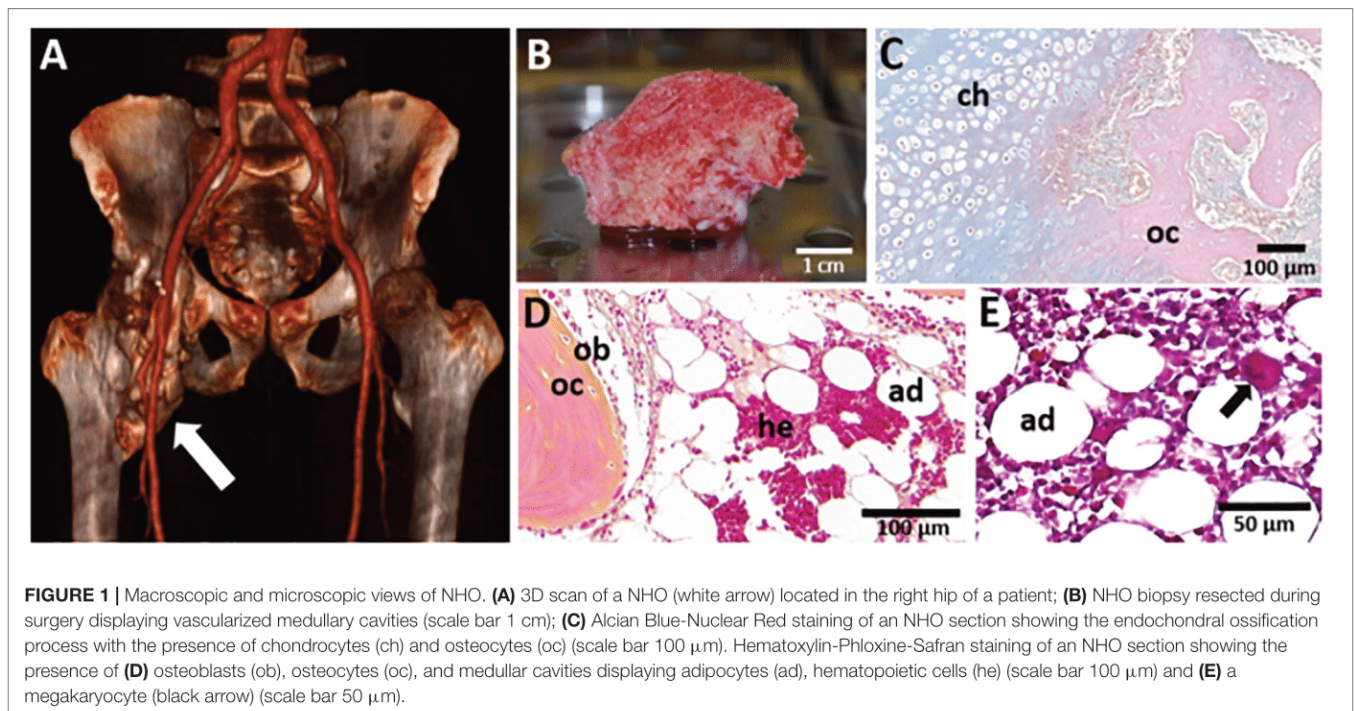 A
B
C
ch
oc
1 cm
100 µm
D
ob
oc
he
ad
100 µm
E
ad
50 µm
FIGURE 1 | Macroscopic and microscopic views of NHO. (A) 3D scan of a NHO (white arrow) located in the right hip of a patient; (B) NHO biopsy resected during
surgery displaying vascularized medullary cavities (scale bar 1 cm); (C) Alcian Blue-Nuclear Red staining of an NHO section showing the endochondral ossification
process with the presence of chondrocytes (ch) and osteocytes (oc) (scale bar 100 μm). Hematoxylin-Phloxine-Safran staining of an NHO section showing the
presence of (D) osteoblasts (ob), osteocytes (oc), and medullar cavities displaying adipocytes (ad), hematopoietic cells (he) (scale bar 100 μm) and (E) a
megakaryocyte (black arrow) (scale bar 50 μm).